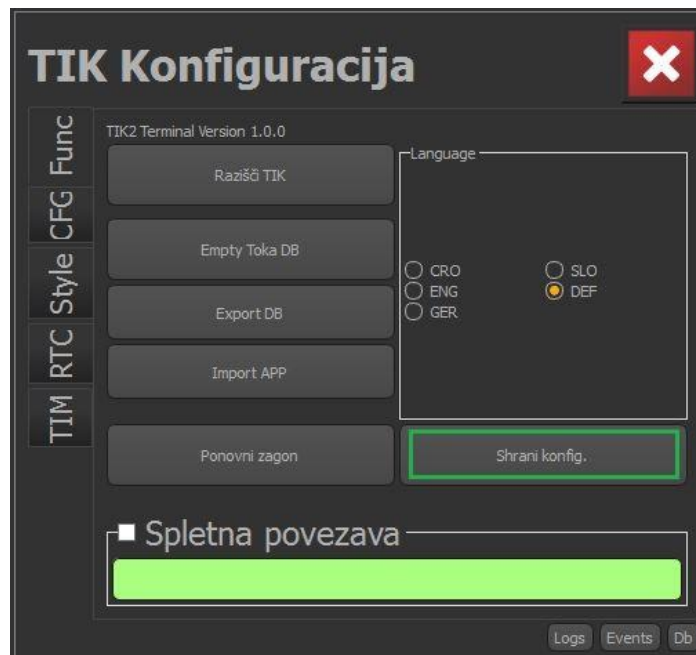 TIK Konfiguracija
Func
CFG
Style
RTC
TIM
TIK2 Terminal Version 1.0.0
Razišči TIK
Empty Toka DB
Export DB
Import APP
Ponovni zagon
Language
CRO
SLO
ENG
DEF
GER
Shrani konfig.
Spletna povezava
Logs
Events
Db